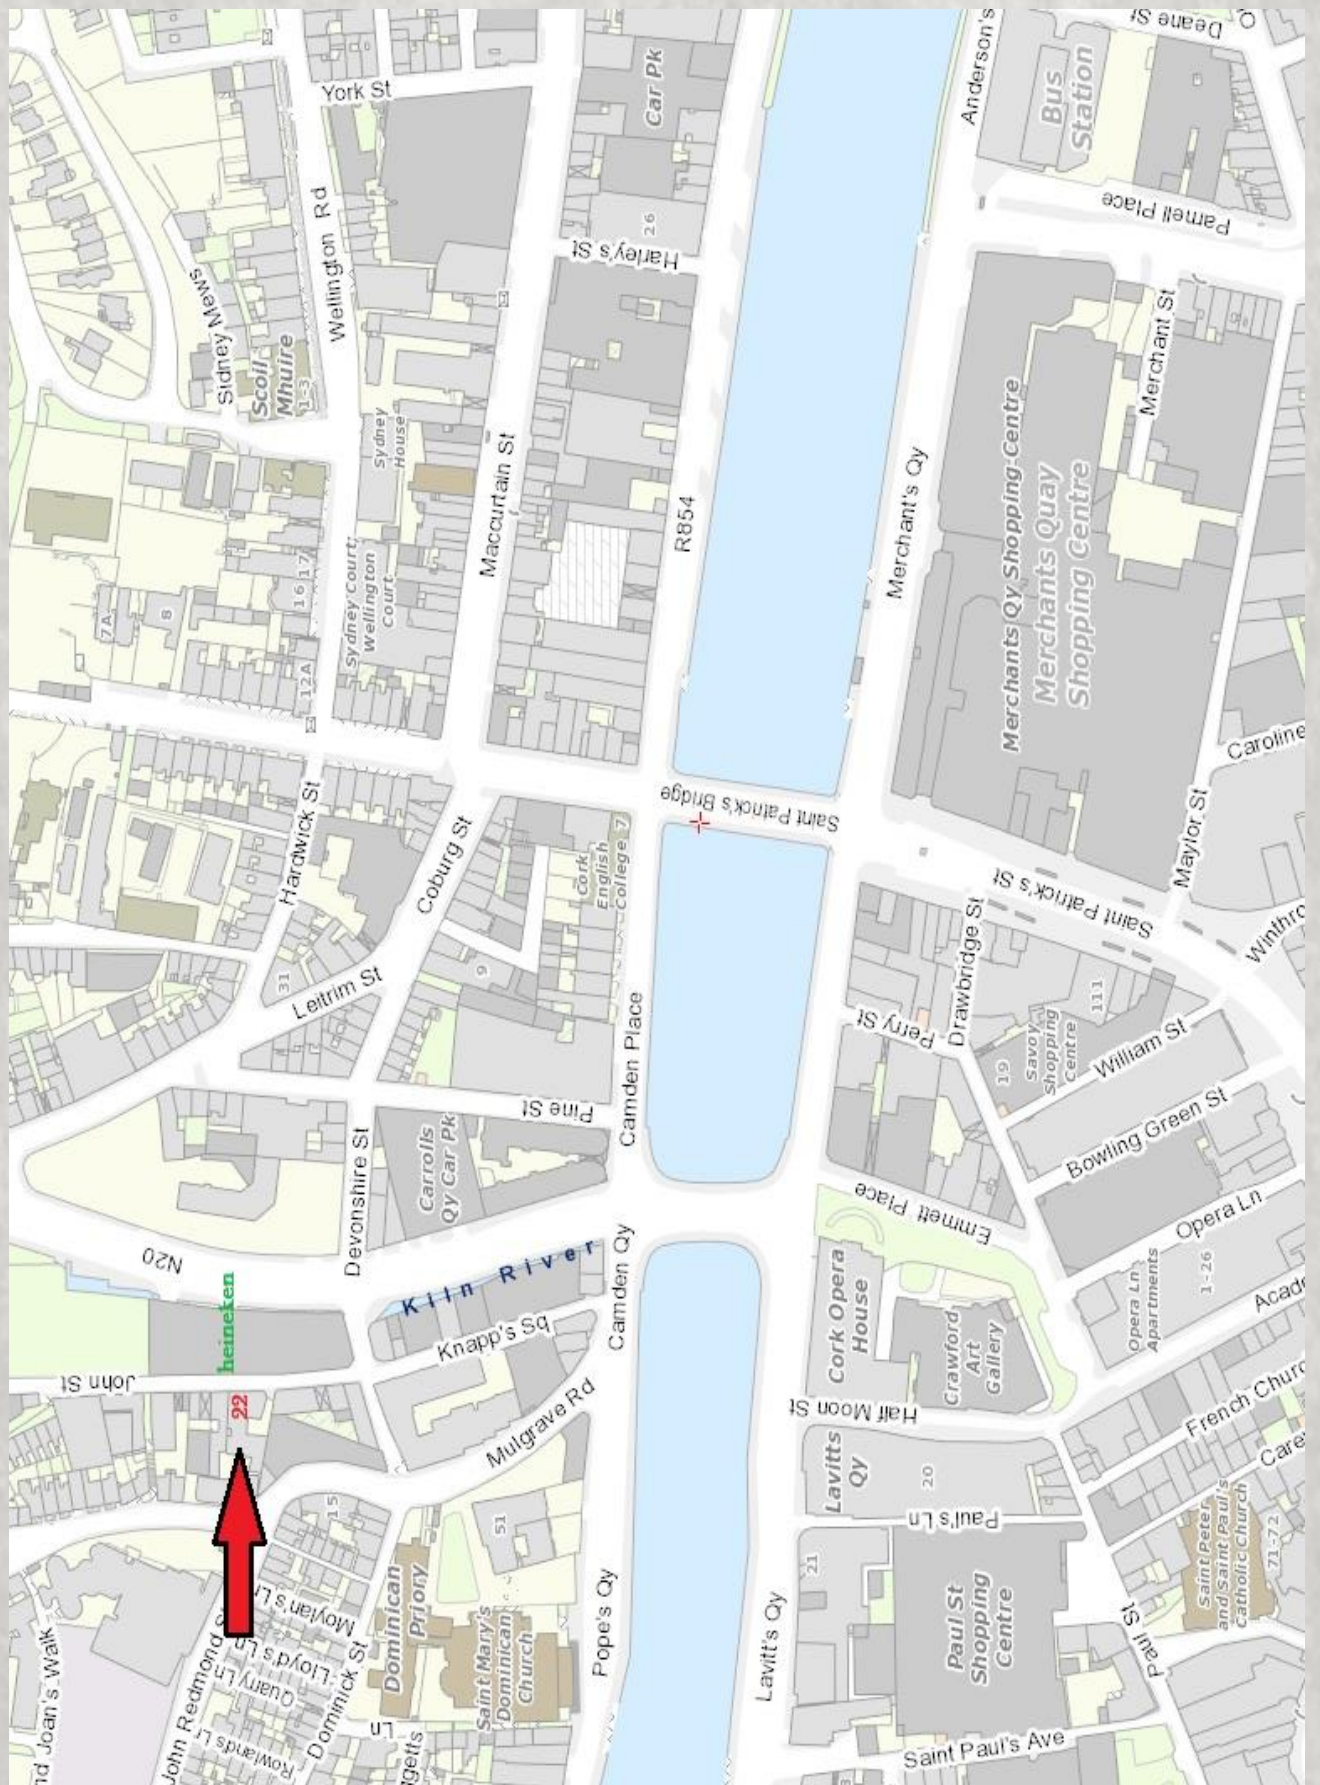 Deane St
Anderson's
Bus
Station
Car Pk
York St
Parnell Place
Wellington Rd
26
Harley's St
Sidney Mews
Scoil
Mhuire
1-3
Merchant St
Sydney
House
Maccurtain St
R854
Merchant's Qy
Merchants Qy Shopping Centre
Merchants Quay
Shopping Centre
7A
8
16
17
Sydney Court;
Wellington
Court
12A
Caroline
Saint Patrick's Bridge
Hardwick St
Coburg St
Cork
English
College
7
Maylor St
Saint Patrick's St
31
Leitrim St
9
Drawbridge St
Perry St
111
Savoy
Shopping
Centre
19
William St
Camden Place
Pine St
Carrolls
Qy Car Pk
Devonshire St
Bowling Green St
Emmett Place
Opera Ln
N20
Kiln River
Camden Qy
Cork Opera
House
Crawford
Art
Gallery
Opera Ln
Apartments
1-26
heineken
Knapp's Sq
John St
22
Mulgrave Rd
Half Moon St
Lavitts
Qy
20
Paul's Ln
15
51
21
Saint Peter
and Saint Paul's
Catholic Church
71-72
Moylan's Ln
Dominican
Priory
Saint Mary's
Dominican
Church
Pope's Qy
Lavitt's Qy
Paul St
Shopping
Centre
Paul St
John Redmond
Lloyd's Ln
Quarry Ln
Rowlands Ln
Dominick St
Ln
Joan's Walk
Saint Paul's Ave